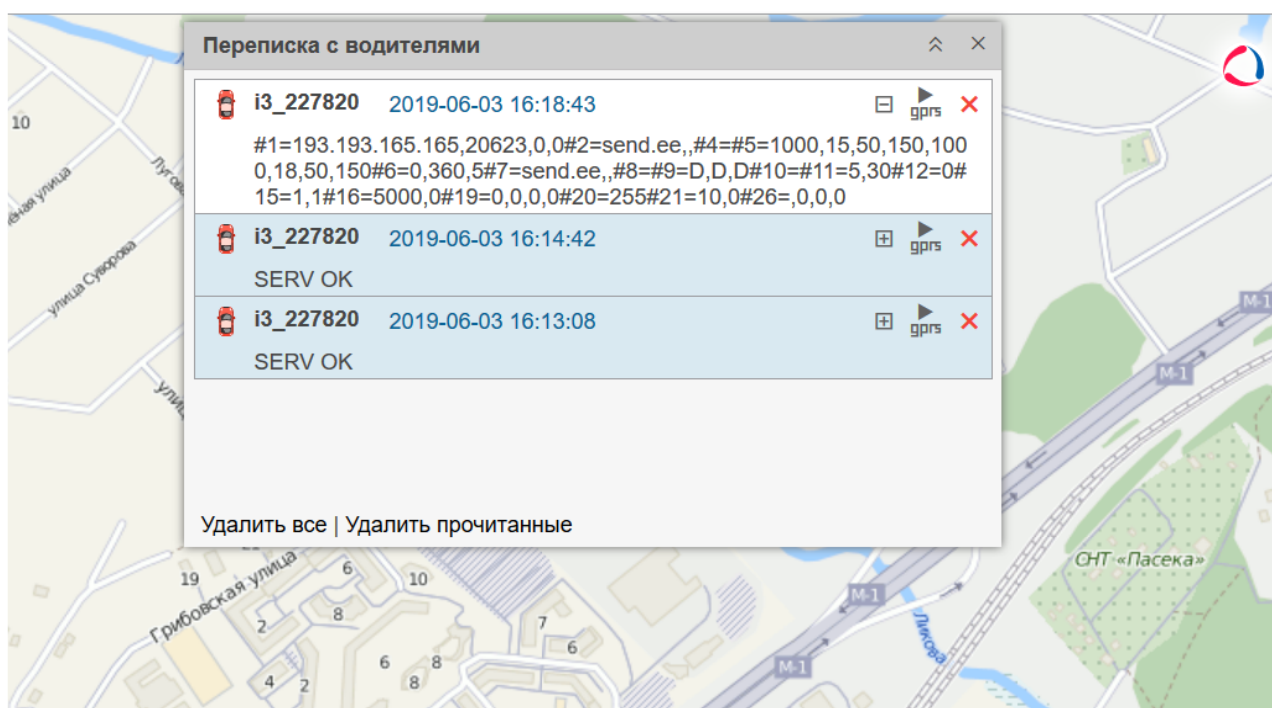 Переписка с водителями
i3_227820 2019-06-03 16:18:43
gprs
#1=193.193.165.165,20623,0,0#2=send.ee,,#4=#5=1000,15,50,150,100
0,18,50,150#6=0,360,5#7=send.ee,,#8=#9=D,D,D#10=#11=5,30#12=0#
15=1,1#16=5000,0#19=0,0,0,0#20=255#21=10,0#26=,0,0,0
i3_227820 2019-06-03 16:14:42
gprs
SERV OK
i3_227820 2019-06-03 16:13:08
gprs
SERV OK
Удалить все | Удалить прочитанные
10
улица Суворова
М-1
М-1
СНТ «Пасека»
19
Грибовская улица
6
10
8
2
7
6
М-1
Ликова
6
8
М-1
4
2
8